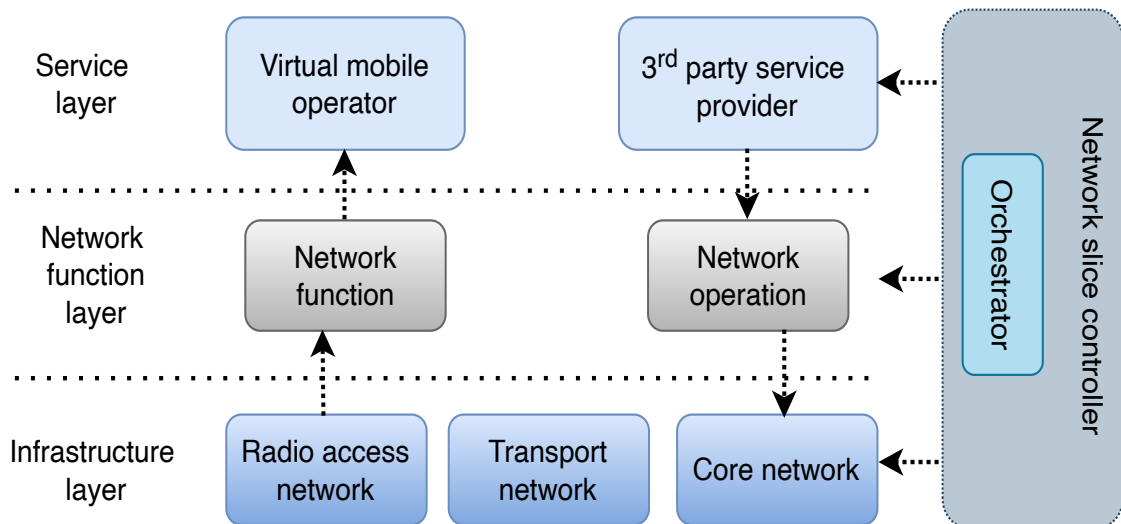 Service
layer
Virtual mobile
operator
3rd party service
provider
Network
function
layer
Network
function
Network
operation
Infrastructure
layer
Radio access
network
Transport
network
Core network
Orchestrator
Network slice controller